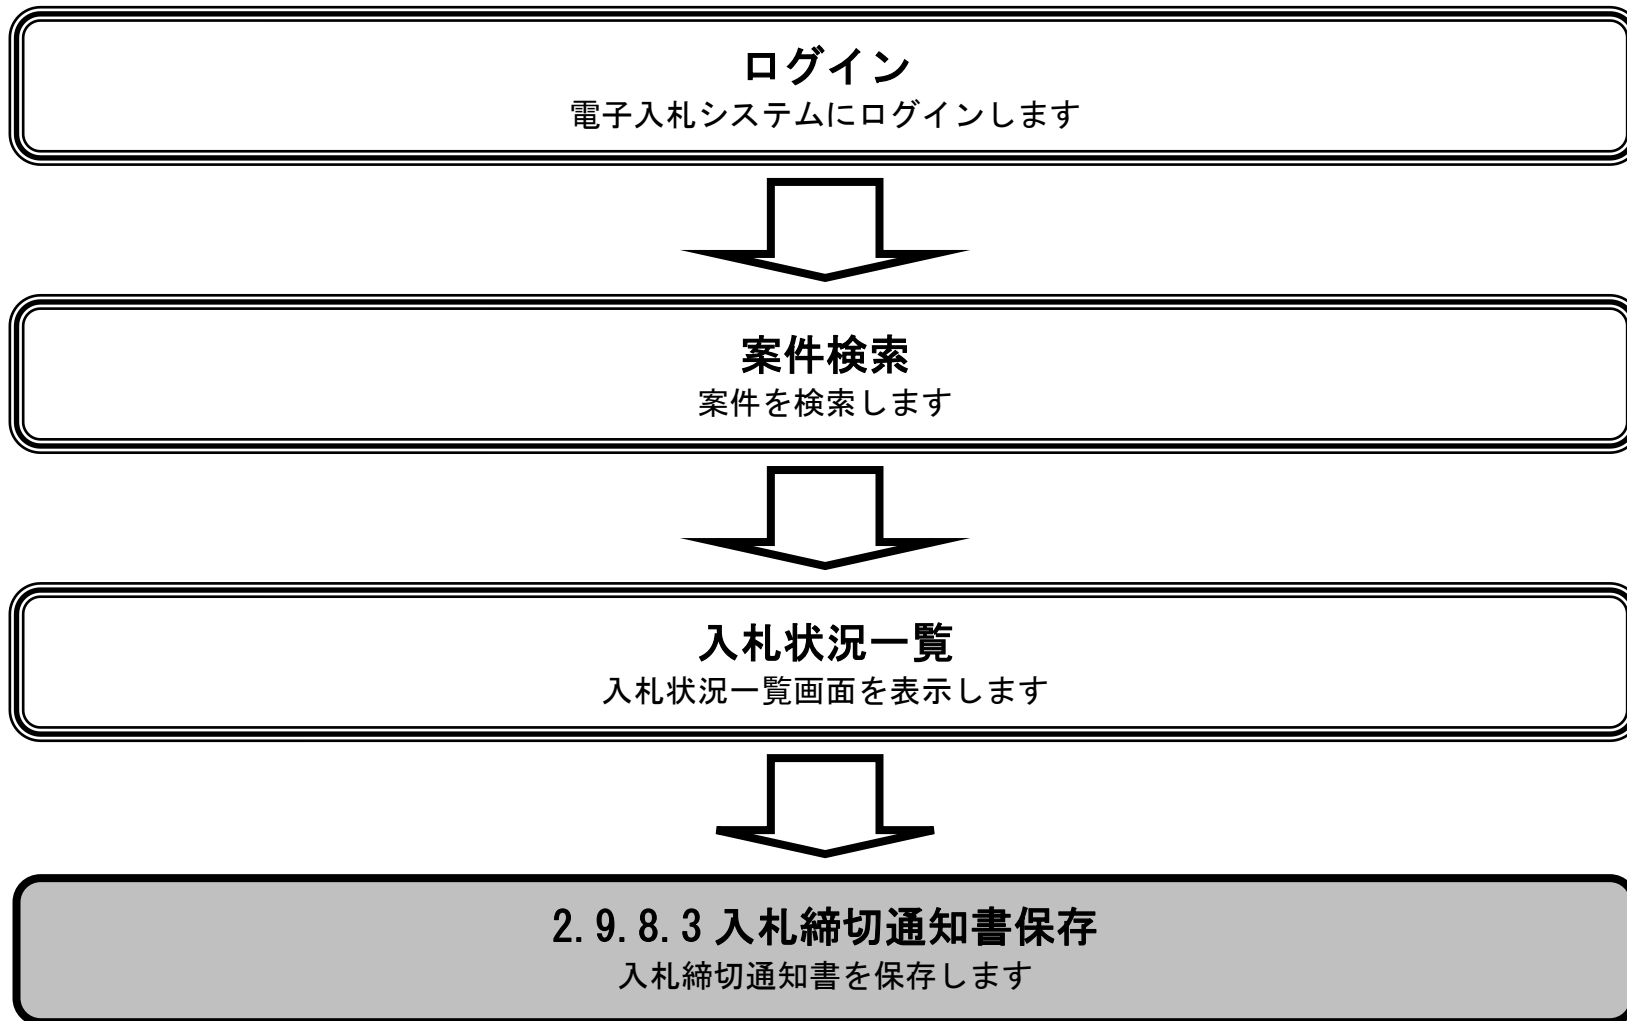 ログイン
電子入札システムにログインします
案件検索
案件を検索します
入札状況一覧
入札状況一覧画面を表示します
2.9.8.3 入札締切通知書保存
入札締切通知書を保存します